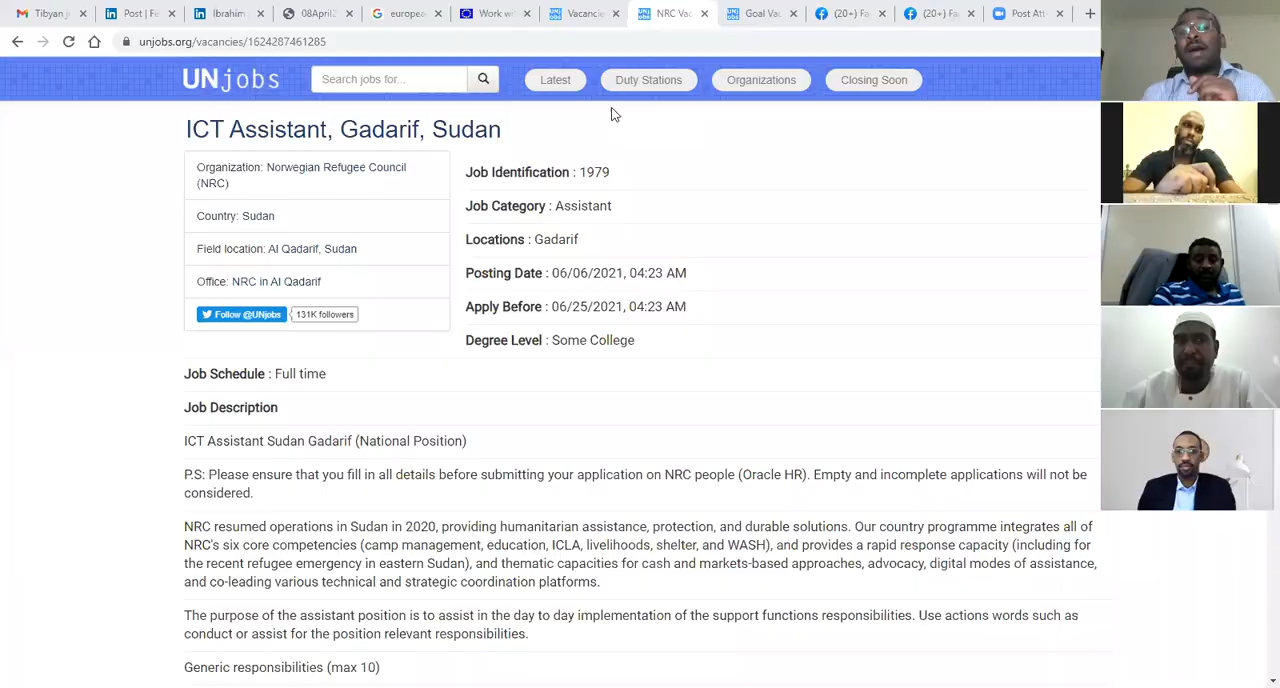 Tibyan ji
Post | Fe
Ibrahim
08April2
europea
Work wi
Vacancie
NRC Vac
Goal Vac
(20+) Fa
(20+) Fa
Post Att
unjobs.org/vacancies/1624287461285
UNjobs
Search jobs for...
Latest
Duty Stations
Organizations
Closing Soon
ICT Assistant, Gadarif, Sudan
Organization: Norwegian Refugee Council
(NRC)
Country: Sudan
Field location: Al Qadarif, Sudan
Office: NRC in Al Qadarif
Follow @UNjobs
131K followers
Job Identification : 1979
Job Category : Assistant
Locations : Gadarif
Posting Date : 06/06/2021, 04:23 AM
Apply Before : 06/25/2021, 04:23 AM
Degree Level : Some College
Job Schedule : Full time
Job Description
ICT Assistant Sudan Gadarif (National Position)
P.S: Please ensure that you fill in all details before submitting your application on NRC people (Oracle HR). Empty and incomplete applications will not be
considered.
NRC resumed operations in Sudan in 2020, providing humanitarian assistance, protection, and durable solutions. Our country programme integrates all of
NRC's six core competencies (camp management, education, ICLA, livelihoods, shelter, and WASH), and provides a rapid response capacity (including for
the recent refugee emergency in eastern Sudan), and thematic capacities for cash and markets-based approaches, advocacy, digital modes of assistance,
and co-leading various technical and strategic coordination platforms.
The purpose of the assistant position is to assist in the day to day implementation of the support functions responsibilities. Use actions words such as
conduct or assist for the position relevant responsibilities.
Generic responsibilities (max 10)